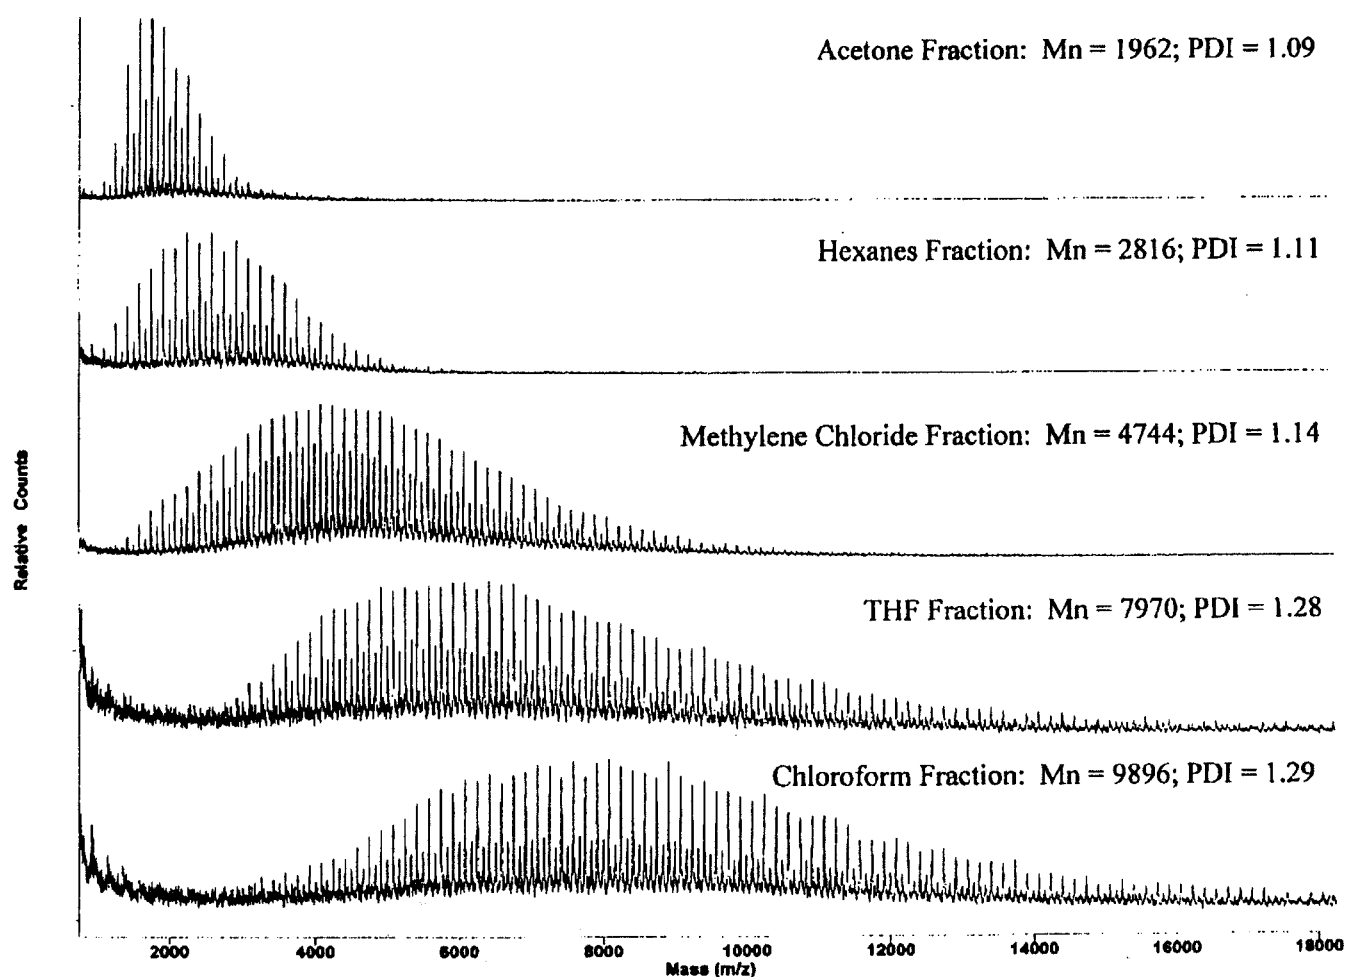 Acetone Fraction: Mn = 1962; PDI = 1.09
Hexanes Fraction: Mn = 2816; PDI = 1.11
Methylene Chloride Fraction: Mn = 4744; PDI = 1.14
Relative Counts
THF Fraction: Mn = 7970; PDI = 1.28
Chloroform Fraction: Mn = 9896; PDI = 1.29
2000 4000 6000 8000 10000 12000 14000 16000 18000
Mass (m/z)